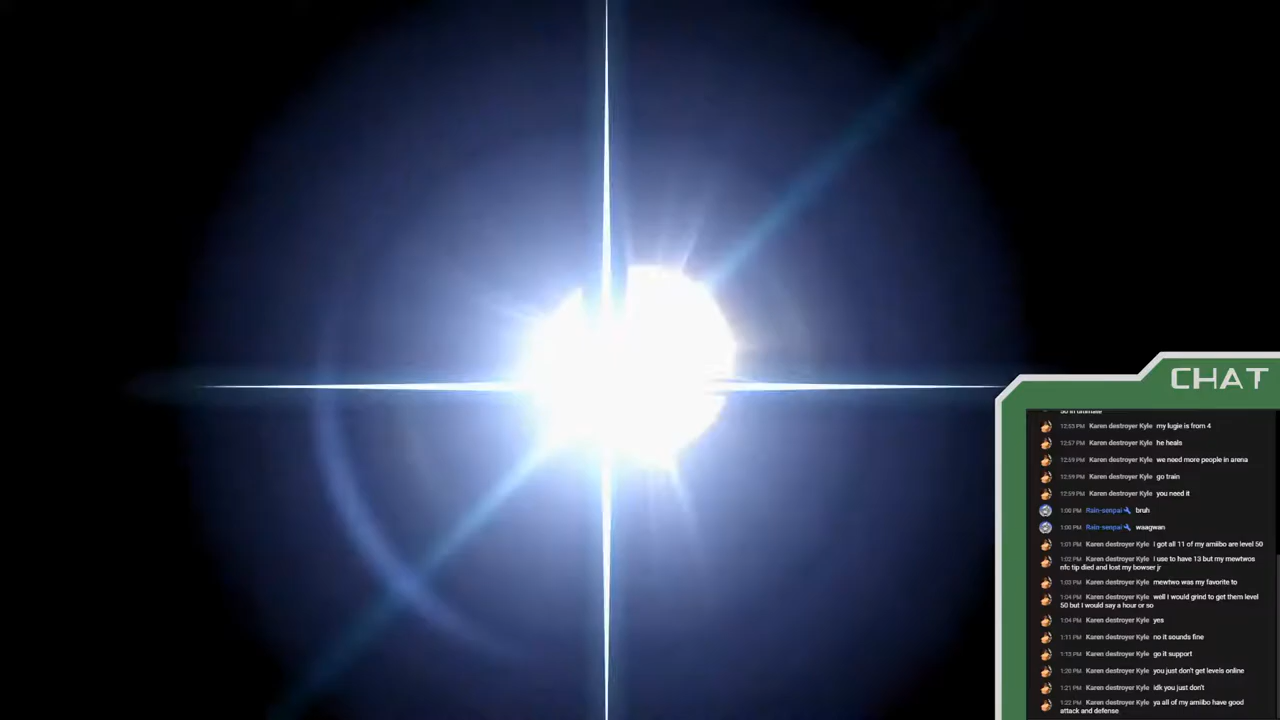 CHAT
50 in ultimate
12:53 PM Karen destroyer Kyle my lugie is from 4
12:57 PM Karen destroyer Kyle he heals
12:59 PM Karen destroyer Kyle we need more people in arena
12:59 PM Karen destroyer Kyle go train
12:59 PM Karen destroyer Kyle you need it
1:00 PM Rain-senpai bruh
1:00 PM Rain-senpai waagwan
1:01 PM Karen destroyer Kyle I got all 11 of my amiibo are level 50
1:02 PM Karen destroyer Kyle I use to have 13 but my mewtwos
nfc tip died and lost my bowser jr
1:03 PM Karen destroyer Kyle mewtwo was my favorite to
1:04 PM Karen destroyer Kyle well I would grind to get them level
50 but I would say a hour or so
1:04 PM Karen destroyer Kyle yes
1:11 PM Karen destroyer Kyle no it sounds fine
1:15 PM Karen destroyer Kyle go it support
1:20 PM Karen destroyer Kyle you just don't get levels online
1:21 PM Karen destroyer Kyle idk you just don't
1:22 PM Karen destroyer Kyle ya all of my amiibo have good
attack and defense